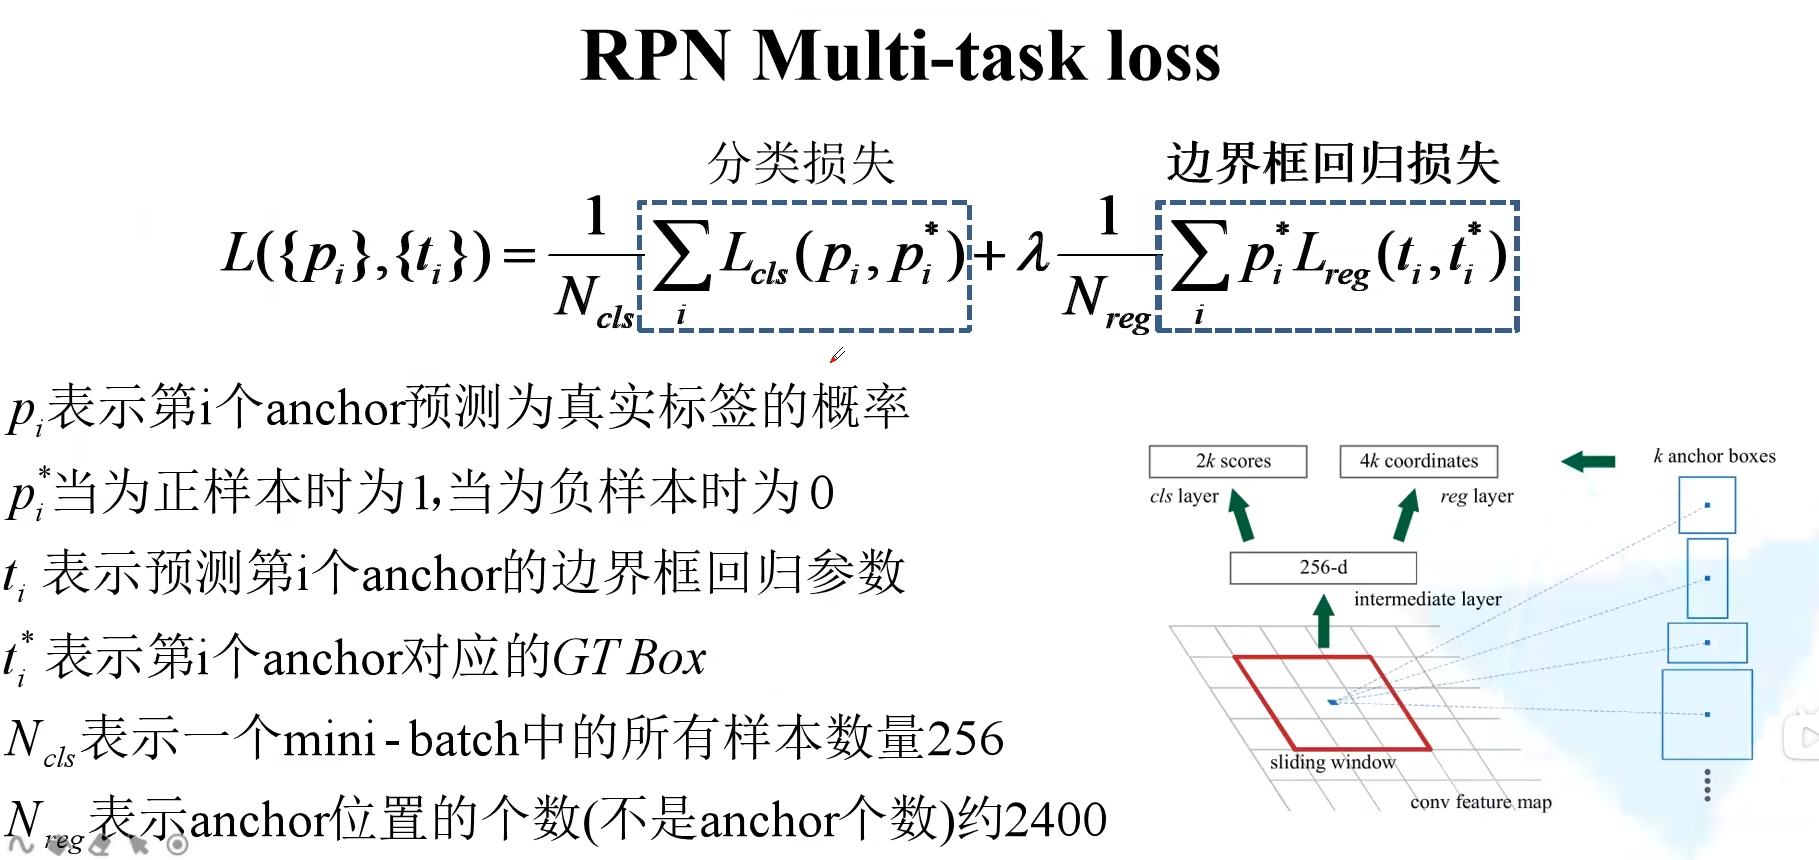 RPN Multi-task loss
分类损失
边界框回归损失
L({p_i},{t_i}) = \frac{1}{N_{cls}} \sum_i L_{cls}(p_i, p_i^*) + λ \frac{1}{N_{reg}} \sum_i p_i^* L_{reg}(t_i, t_i^*)
p_i表示第i个anchor预测为真实标签的概率
p_i^*当为正样本时为1,当为负样本时为0
t_i 表示预测第i个anchor的边界框回归参数
t_i^* 表示第i个anchor对应的GT Box
N_{cls}表示一个mini-batch中的所有样本数量256
N_{reg}表示anchor位置的个数(不是anchor个数)约2400
2k scores
4k coordinates
k anchor boxes
cls layer
reg layer
256-d
intermediate layer
sliding window
conv feature map